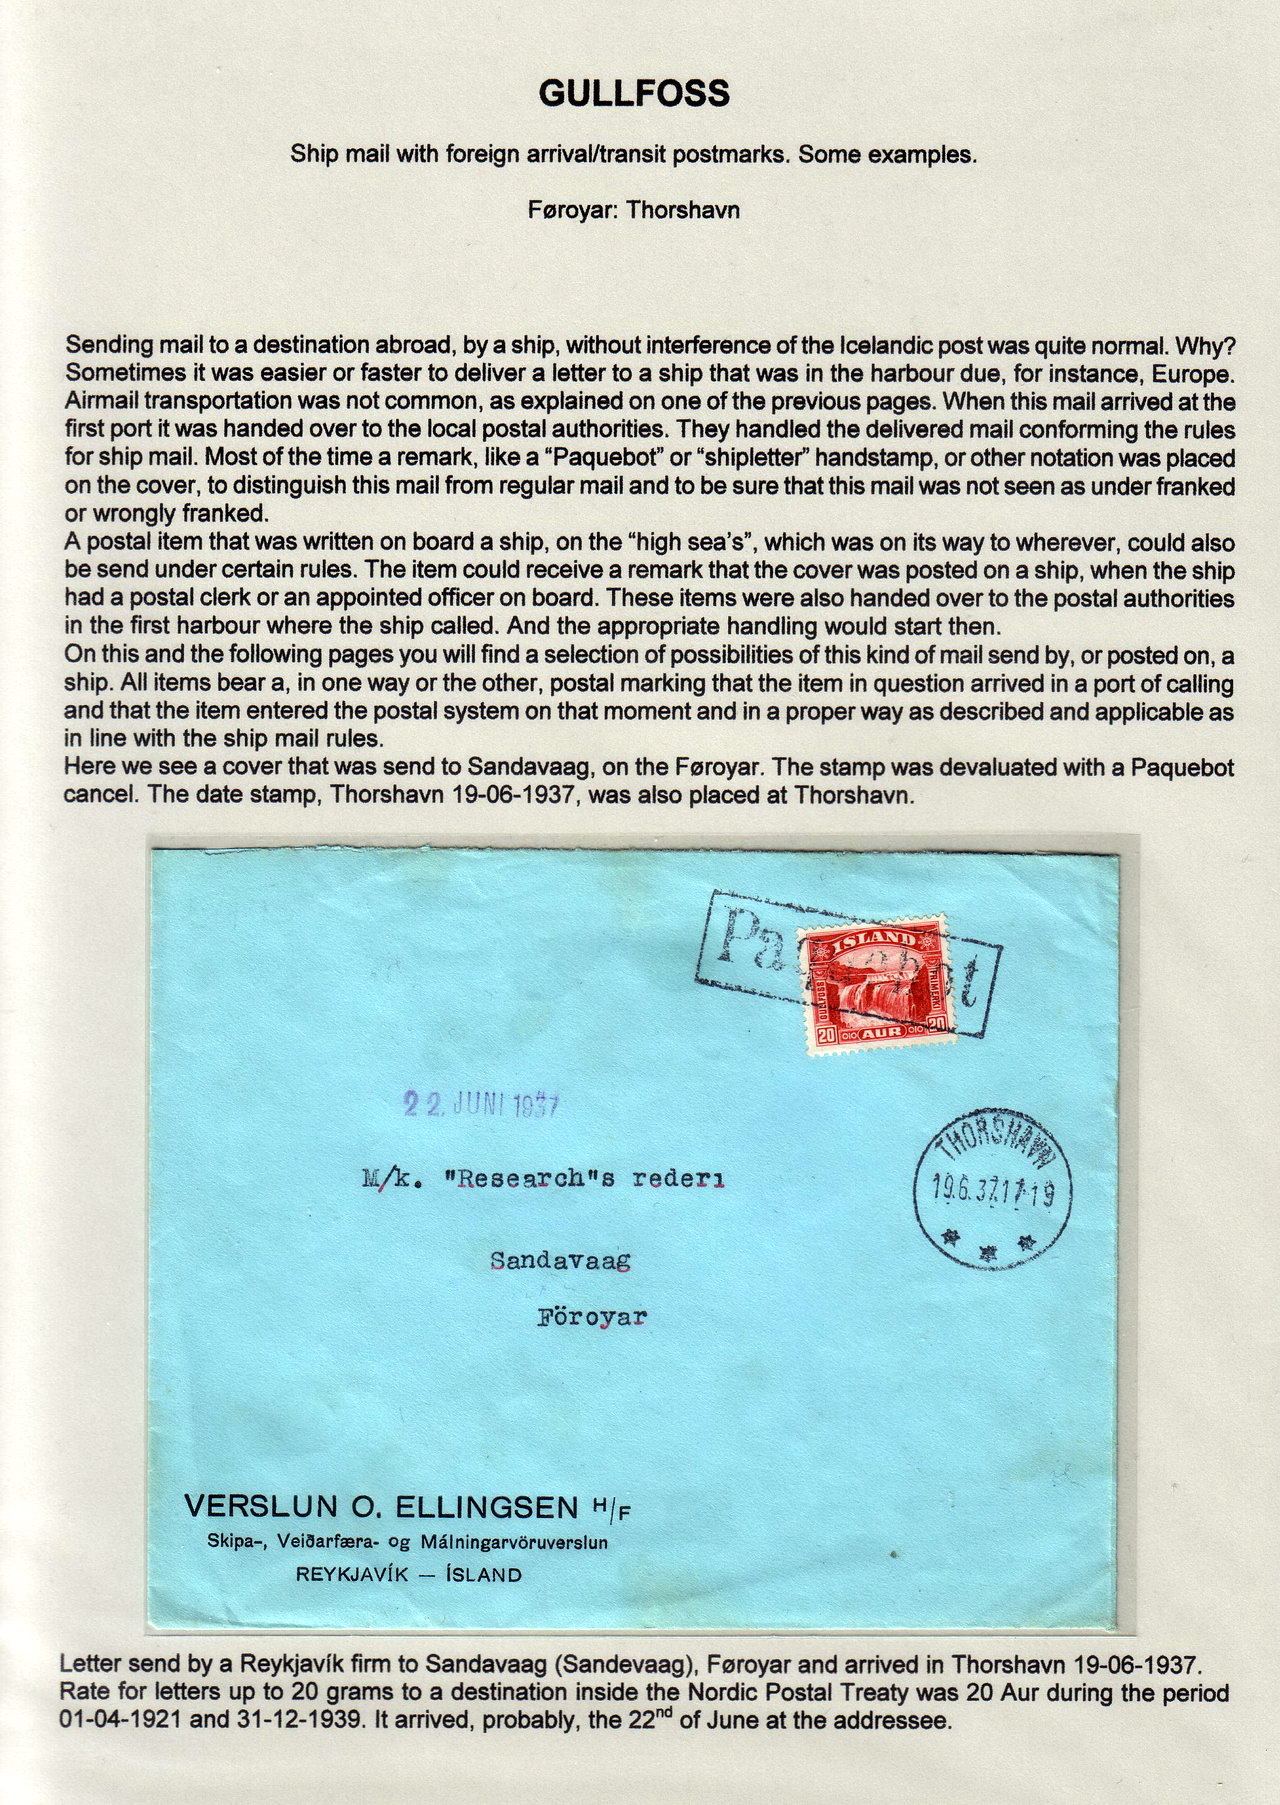 GULLFOSS
Ship mail with foreign arrival/transit postmarks. Some examples.
Føroyar: Thorshavn
Sending mail to a destination abroad, by a ship, without interference of the Icelandic post was quite normal. Why?
Sometimes it was easier or faster to deliver a letter to a ship that was in the harbour due, for instance, Europe.
Airmail transportation was not common, as explained on one of the previous pages. When this mail arrived at the
first port it was handed over to the local postal authorities. They handled the delivered mail conforming the rules
for ship mail. Most of the time a remark, like a “Paquebot” or “shipletter” handstamp, or other notation was placed
on the cover, to distinguish this mail from regular mail and to be sure that this mail was not seen as under franked
or wrongly franked.
A postal item that was written on board a ship, on the “high sea’s”, which was on its way to wherever, could also
be send under certain rules. The item could receive a remark that the cover was posted on a ship, when the ship
had a postal clerk or an appointed officer on board. These items were also handed over to the postal authorities
in the first harbour where the ship called. And the appropriate handling would start then.
On this and the following pages you will find a selection of possibilities of this kind of mail send by, or posted on, a
ship. All items bear a, in one way or the other, postal marking that the item in question arrived in a port of calling
and that the item entered the postal system on that moment and in a proper way as described and applicable as
in line with the ship mail rules.
Here we see a cover that was send to Sandavaag, on the Føroyar. The stamp was devaluated with a Paquebot
cancel. The date stamp, Thorshavn 19-06-1937, was also placed at Thorshavn.
Paquebot
ISLAND
GULLFOSS
FRÍMERKI
20 AUR 20
22. JUNI 1937
THORSHAVN
19.6.37.17-19
M/k. "Research"s rederi
Sandavaag
Föroyar
VERSLUN O. ELLINGSEN H/F
Skipa-, Veiðarfæra- og Málningarvöruverslun
REYKJAVÍK — ÍSLAND
Letter send by a Reykjavík firm to Sandavaag (Sandevaag), Føroyar and arrived in Thorshavn 19-06-1937.
Rate for letters up to 20 grams to a destination inside the Nordic Postal Treaty was 20 Aur during the period
01-04-1921 and 31-12-1939. It arrived, probably, the 22nd of June at the addressee.